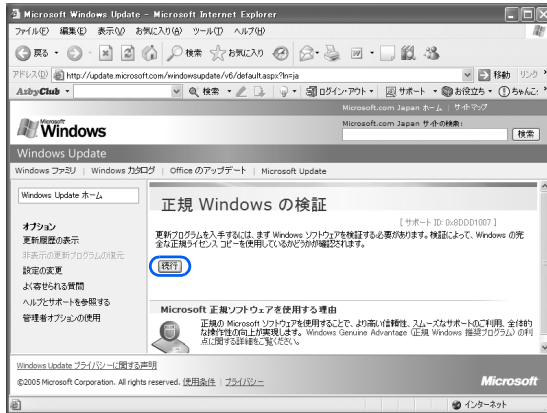 Microsoft Windows Update - Microsoft Internet Explorer
ファイル(F) 編集(E) 表示(V) お気に入り(A) ツール(T) ヘルプ(H)
戻る 検索 お気に入り
アドレス(D) http://update.microsoft.com/windowsupdate/v6/default.aspx?ln=ja 移動 リンク »
AzbyClub 検索 ログイン・アウト サポート お役立ち ちゃんこ
Microsoft.com Japan ホーム | サイトマップ
Microsoft Windows
Microsoft.com Japan サイトの検索:
検索
Windows Update
Windows ファミリ | Windows カタログ | Office のアップデート | Microsoft Update
Windows Update ホーム
オプション
更新履歴の表示
非表示の更新プログラムの復元
設定の変更
よく寄せられる質問
ヘルプとサポートを参照する
管理者オプションの使用
正規 Windows の検証
[ サポート ID: 0x8DDD1007 ]
更新プログラムを入手するには、まず Windows ソフトウェアを検証する必要があります。検証によって、Windows の完
全な正規ライセンス コピーを使用しているかどうかが確認されます。
続行
Microsoft 正規ソフトウェアを使用する理由
正規の Microsoft ソフトウェアを使用することで、より高い信頼性、スムーズなサポートのご利用、全体的
な操作性の向上が実現します。Windows Genuine Advantage (正規 Windows 推奨プログラム) の利
点に関する詳細をご覧ください。
Windows Update プライバシーに関する声明
©2005 Microsoft Corporation. All rights reserved. 使用条件 | プライバシー
Microsoft
インターネット